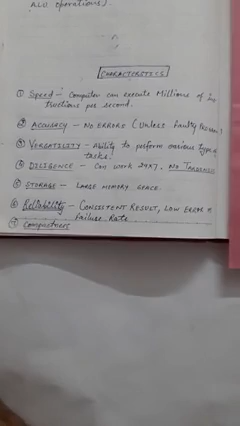 ALU operations).
CHARACTERISTICS
① Speed - Computer can execute Millions of In
tructions per second.
② ACCURACY - NO ERRORS (Unless faulty
③ VERSATILITY - ability to perform various types
tasks.
④ DILIGENCE - Can work 24x7. NO
⑤ STORAGE - LARGE MEMORY SPACE.
⑥ Reliability - CONSISTENT RESULT, LOW ERROR &
Failure Rate
⑦ Compactness